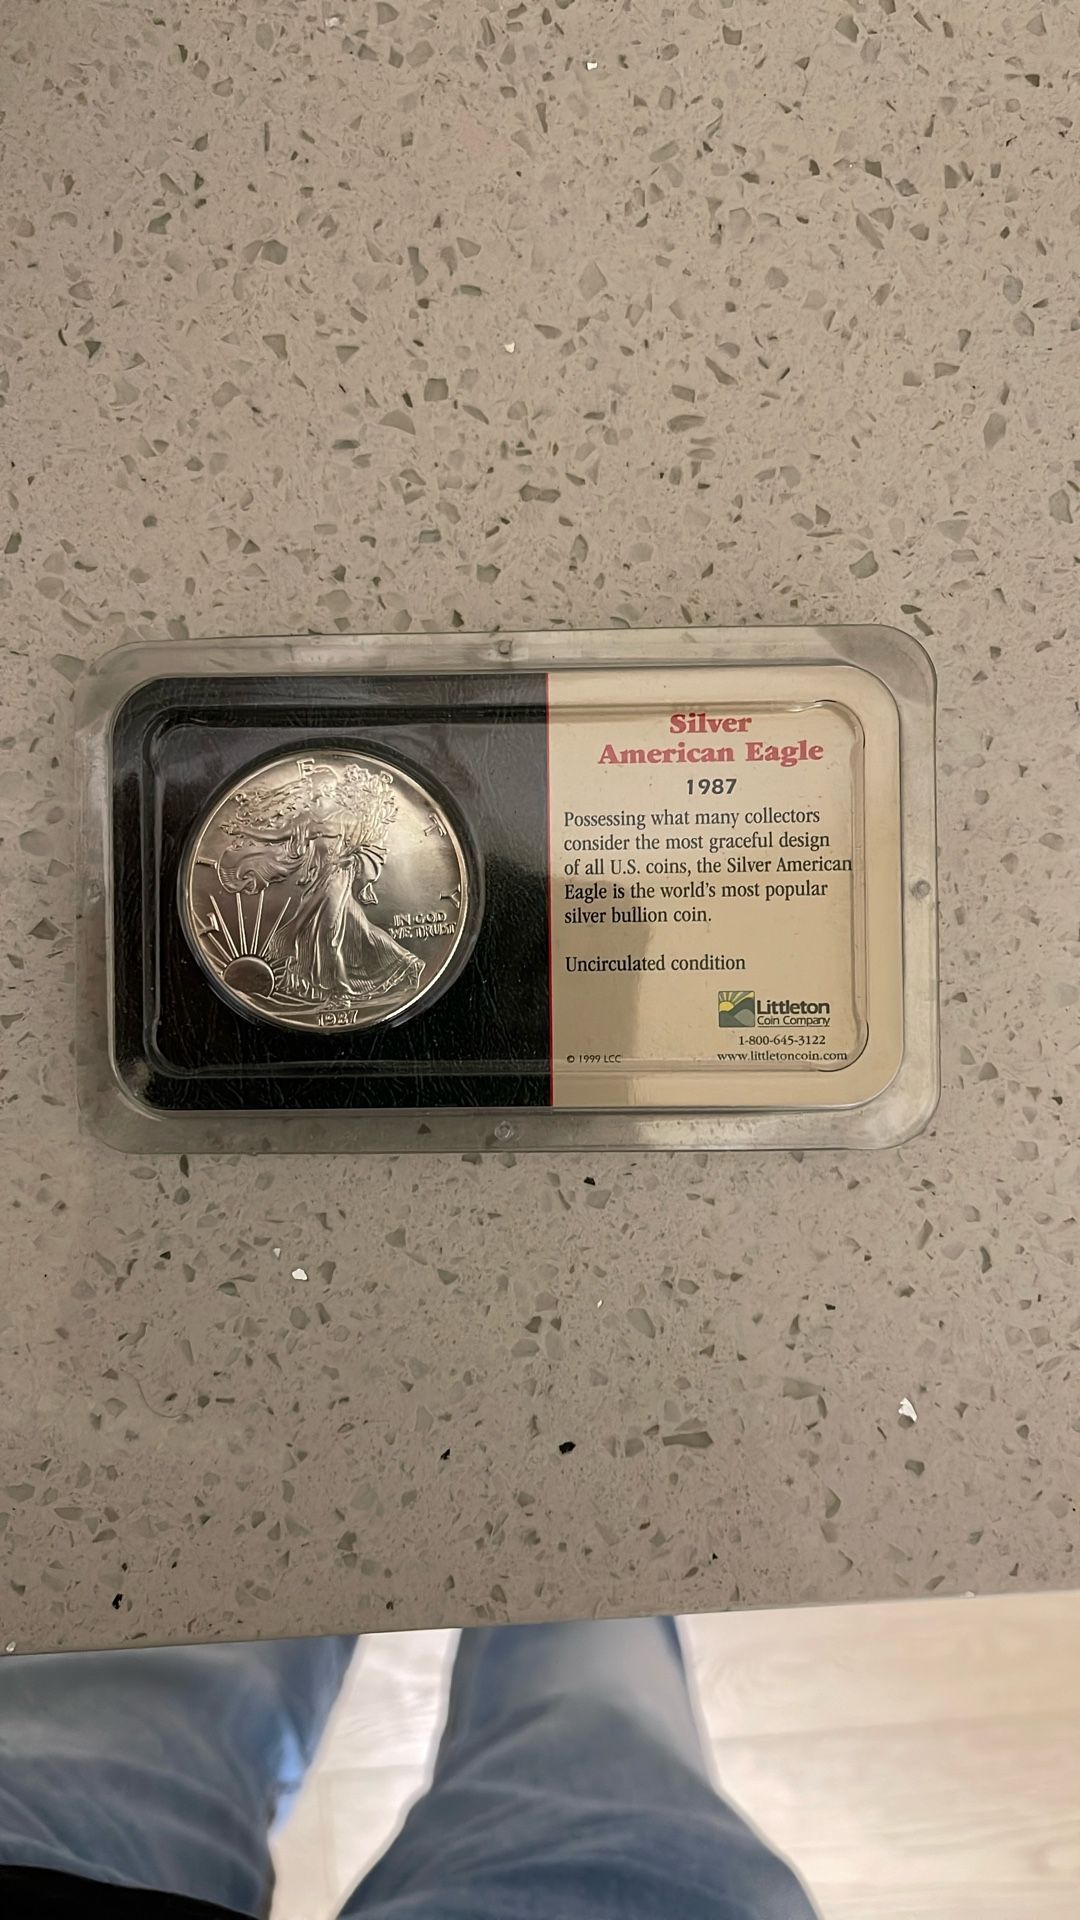 LIBERTY
IN GOD
WE TRUST
1987
Silver
American Eagle
1987
Possessing what many collectors
consider the most graceful design
of all U.S. coins, the Silver American
Eagle is the world's most popular
silver bullion coin.
Uncirculated condition
Littleton
Coin Company
1-800-645-3122
© 1999 LCC
www.littletoncoin.com